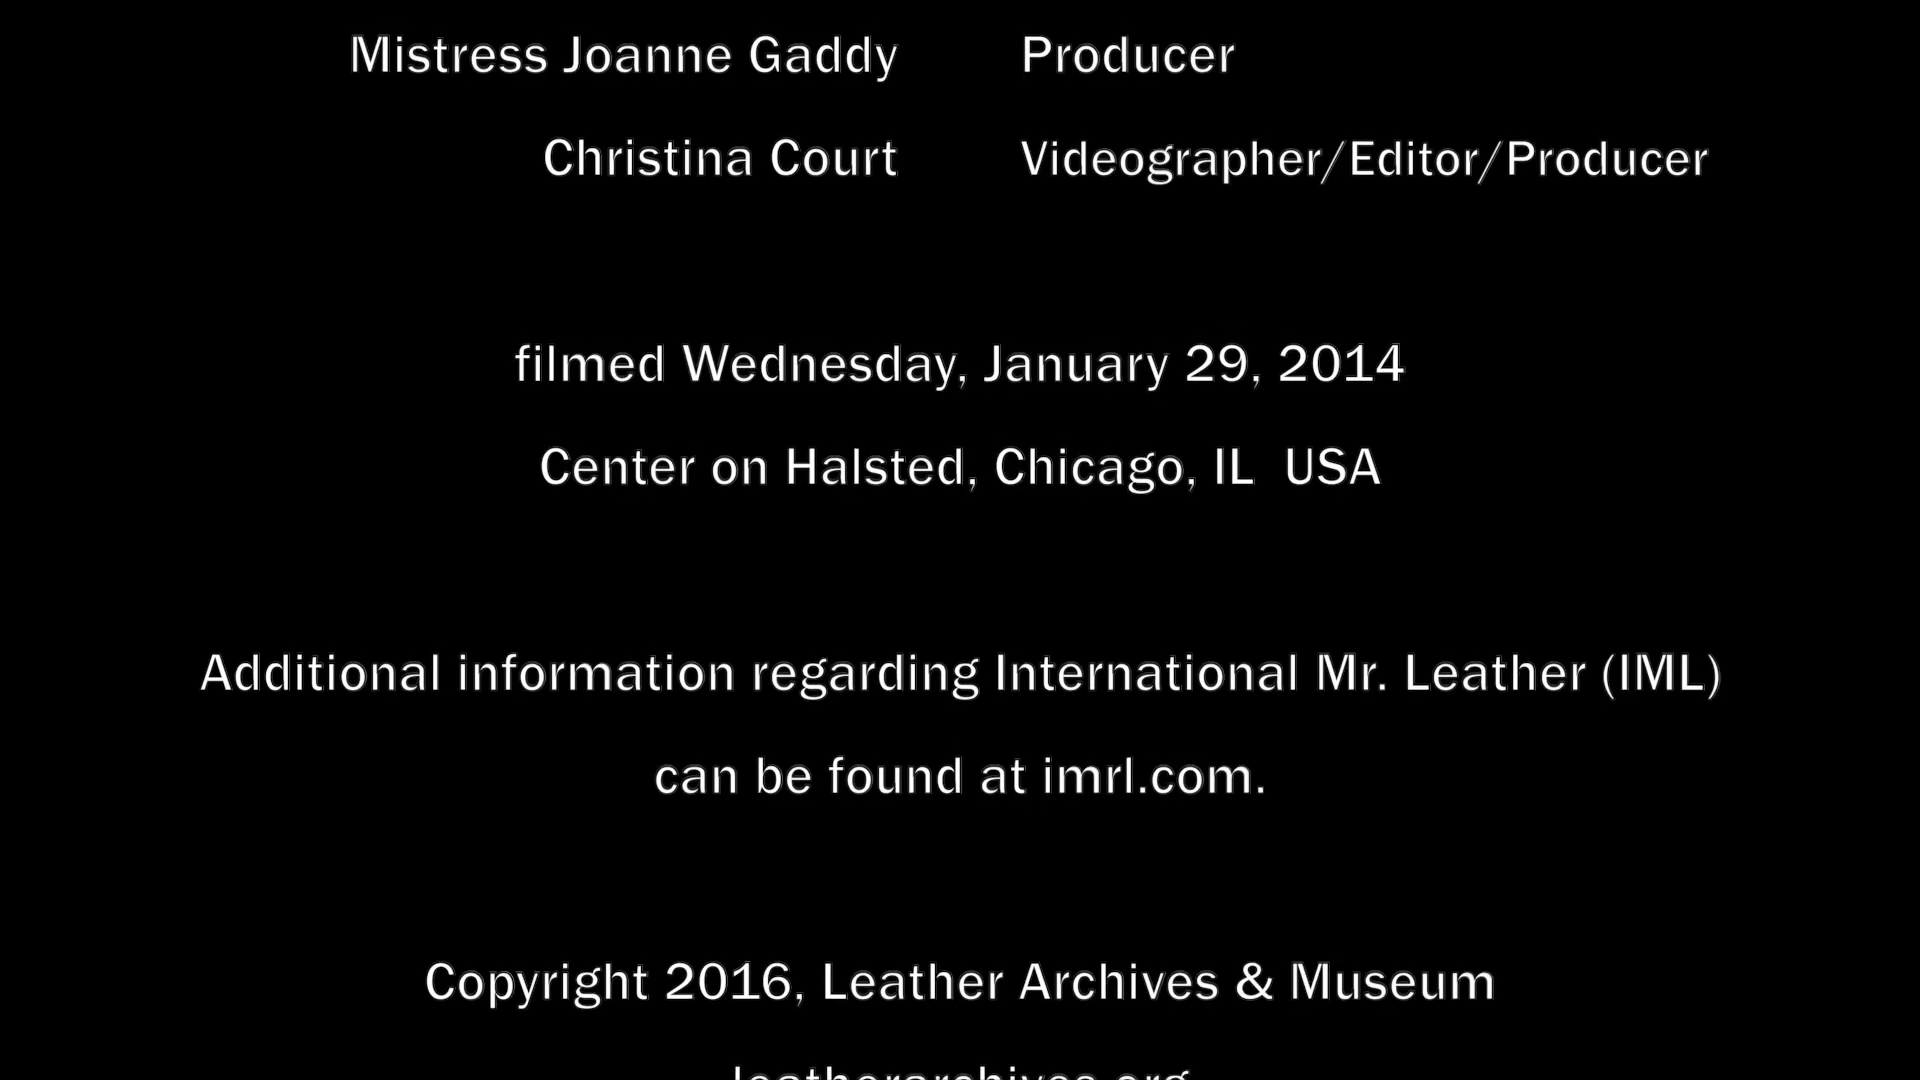 Mistress Joanne Gaddy Producer
Christina Court Videographer/Editor/Producer
filmed Wednesday, January 29, 2014
Center on Halsted, Chicago, IL  USA
Additional information regarding International Mr. Leather (IML)
can be found at imrl.com.
Copyright 2016, Leather Archives & Museum
leatherarchives.org